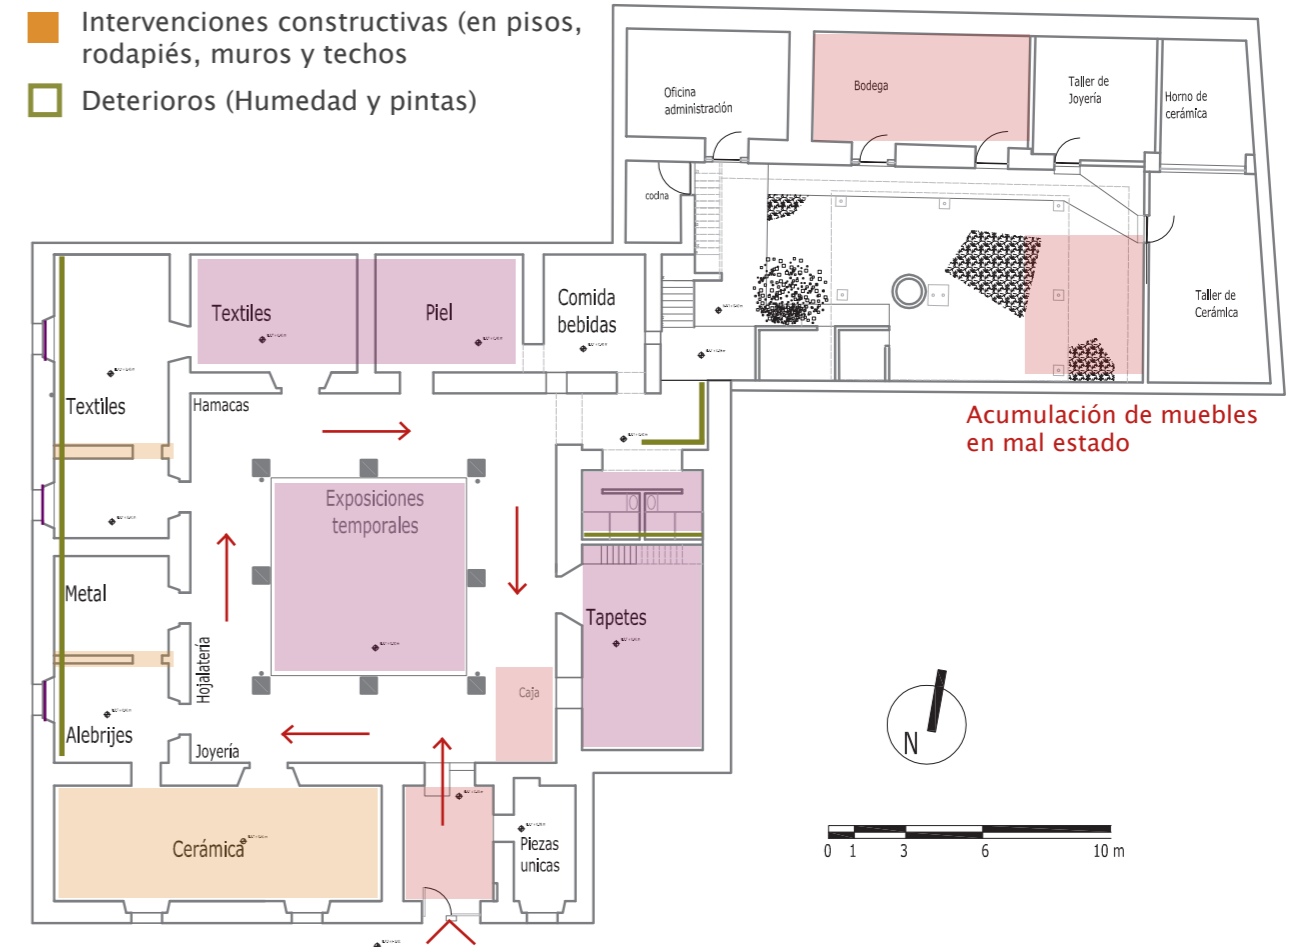 Intervenciones constructivas (en pisos,
rodapiés, muros y techos
Deterioros (Humedad y pintas)
Oficina
administración
Bodega
Taller de
Joyería
Horno de
cerámica
Taller de
Cerámica
Acumulación de muebles
en mal estado
Textiles
Piel
Comida
bebidas
Textiles
Hamacas
Exposiciones
temporales
Metal
Hojalatería
Tapetes
Caja
Alebrijes
Joyería
Cerámica
Piezas
unicas
N
0 1 3 6 10 m